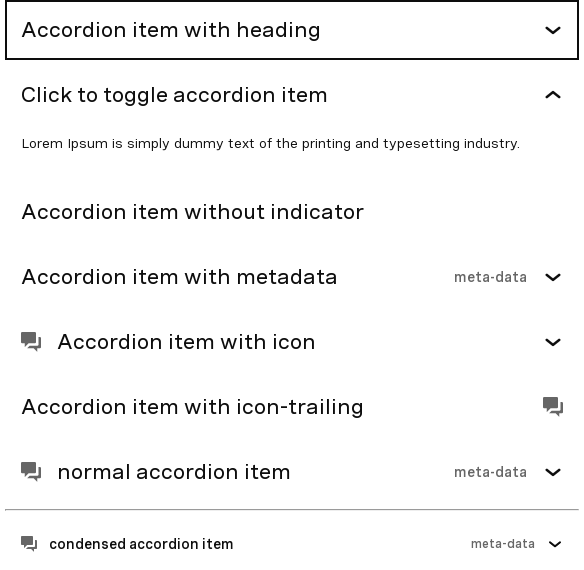 Accordion item with heading
Click to toggle accordion item
Lorem Ipsum is simply dummy text of the printing and typesetting industry.
Accordion item without indicator
Accordion item with metadata meta-data
Accordion item with icon
Accordion item with icon-trailing
normal accordion item meta-data
condensed accordion item meta-data